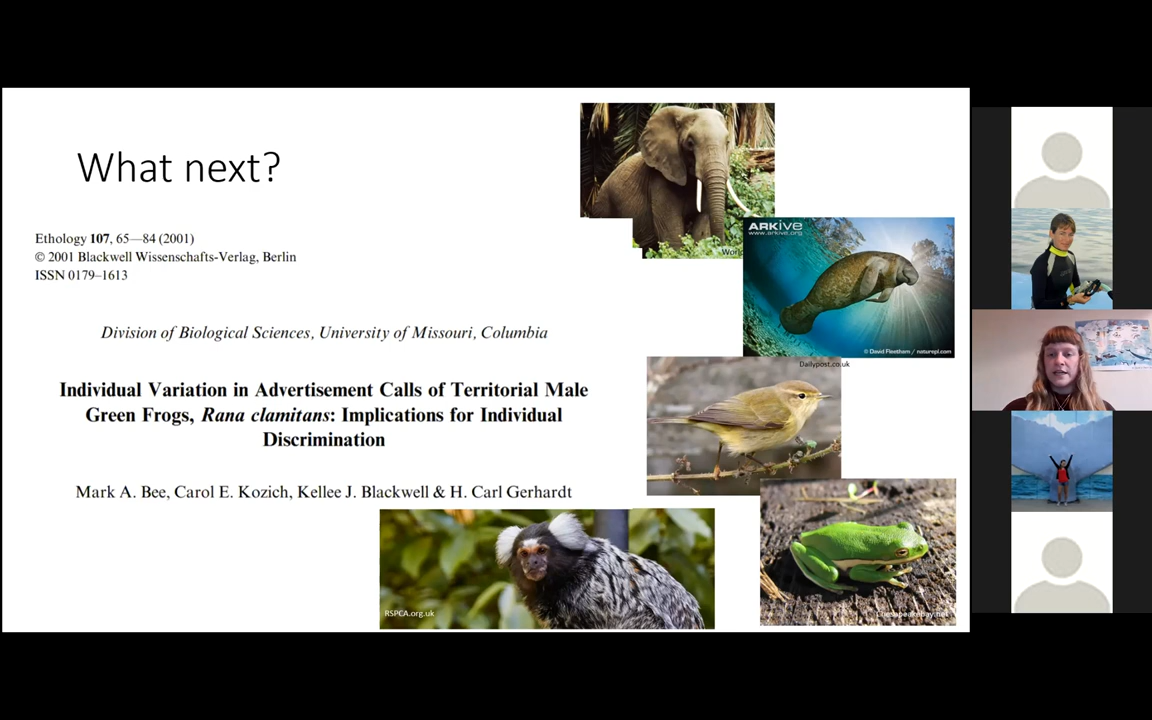 What next?
Ethology 107, 65—84 (2001)
© 2001 Blackwell Wissenschafts-Verlag, Berlin
ISSN 0179–1613
Division of Biological Sciences, University of Missouri, Columbia
Individual Variation in Advertisement Calls of Territorial Male
Green Frogs, Rana clamitans: Implications for Individual
Discrimination
Mark A. Bee, Carol E. Kozich, Kellee J. Blackwell & H. Carl Gerhardt
ARKIVE
www.arkive.org
© David Fleetham / naturepl.com
Dailypost.co.uk
RSPCA.org.uk